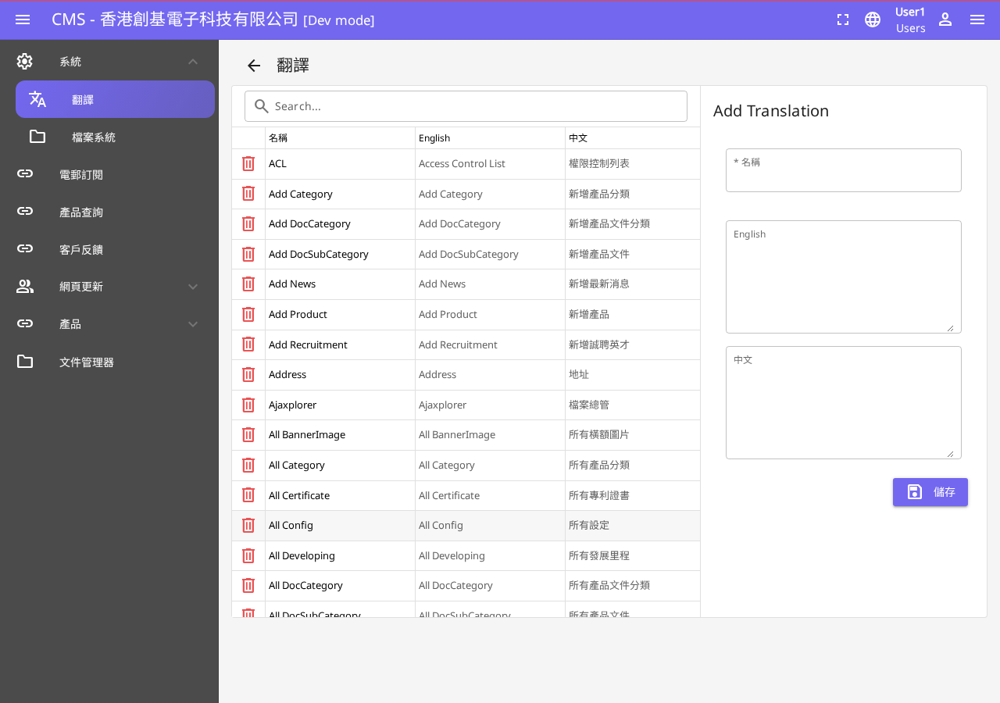 CMS - 香港創基電子科技有限公司 [Dev mode]
User1
Users
系統
翻譯
檔案系統
電郵訂閱
產品查詢
客戶反饋
網頁更新
產品
文件管理器
翻譯
Search...
名稱 English 中文
ACL Access Control List 權限控制列表
Add Category Add Category 新增產品分類
Add DocCategory Add DocCategory 新增產品文件分類
Add DocSubCategory Add DocSubCategory 新增產品文件
Add News Add News 新增最新消息
Add Product Add Product 新增產品
Add Recruitment Add Recruitment 新增誠聘英才
Address Address 地址
Ajaxplorer Ajaxplorer 檔案總管
All BannerImage All BannerImage 所有橫額圖片
All Category All Category 所有產品分類
All Certificate All Certificate 所有專利證書
All Config All Config 所有設定
All Developing All Developing 所有發展里程
All DocCategory All DocCategory 所有產品文件分類
All DocSubCategory All DocSubCategory 所有產品文件
Add Translation
* 名稱
English
中文
儲存